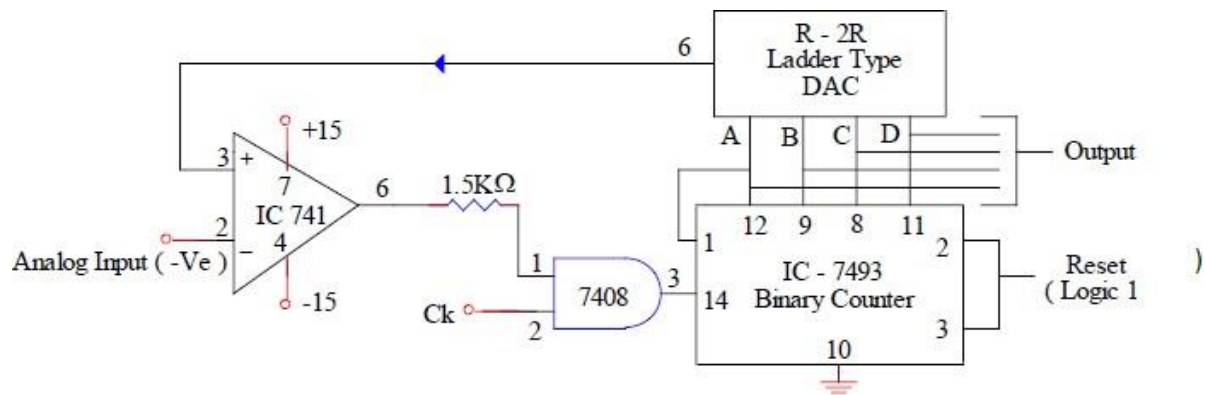 R - 2R
Ladder Type
DAC
6
A
B
C
D
Output
+15
3
+
7
6
1.5KΩ
IC 741
2
4
−
Analog Input ( -Ve )
-15
12
9
8
11
1
2
IC - 7493
Binary Counter
Reset
( Logic 1 )
1
7408
3
14
3
Ck
2
10